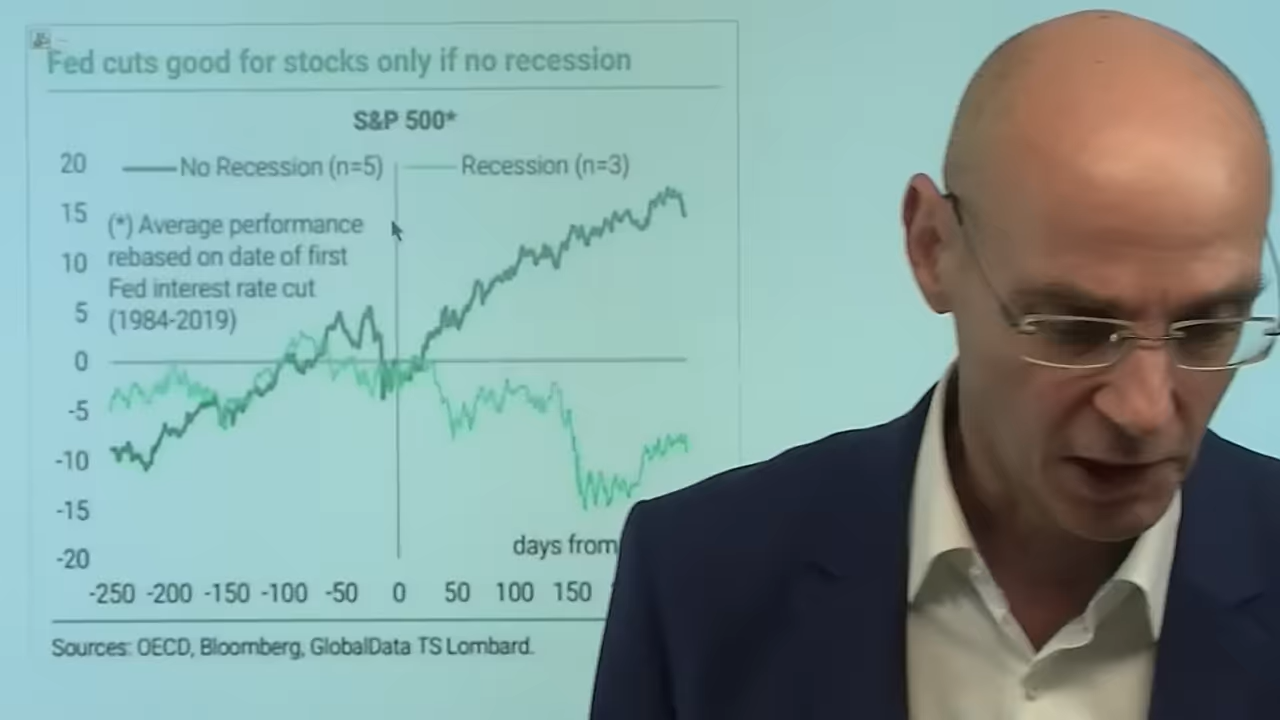 Fed cuts good for stocks only if no recession
S&P 500*
20
No Recession (n=5)
Recession (n=3)
15
(*) Average performance
rebased on date of first
Fed interest rate cut
(1984-2019)
10
5
0
-5
-10
-15
-20
days from
-250 -200 -150 -100 -50 0 50 100 150
Sources: OECD, Bloomberg, GlobalData TS Lombard.